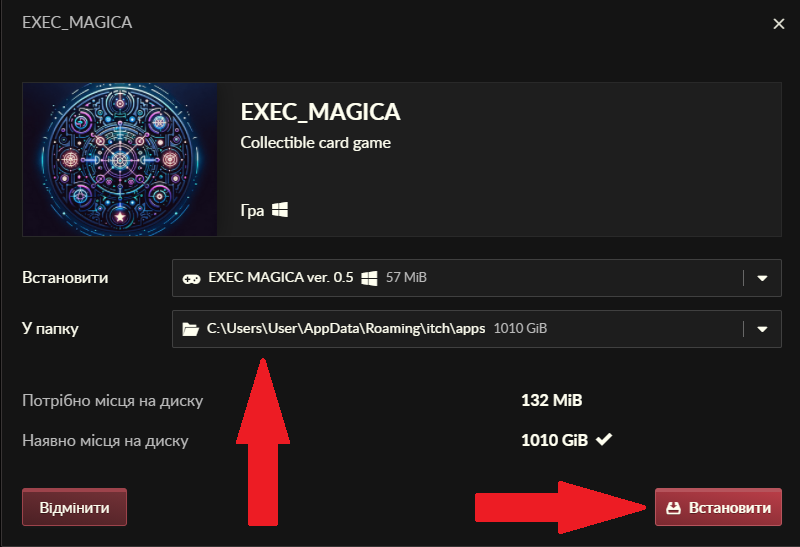 EXEC_MAGICA
EXEC_MAGICA
Collectible card game
Гра
Встановити EXEC MAGICA ver. 0.5 57 MiB
У папку C:\Users\User\AppData\Roaming\itch\apps 1010 GiB
Потрібно місця на диску 132 MiB
Наявно місця на диску 1010 GiB
Відмінити Встановити